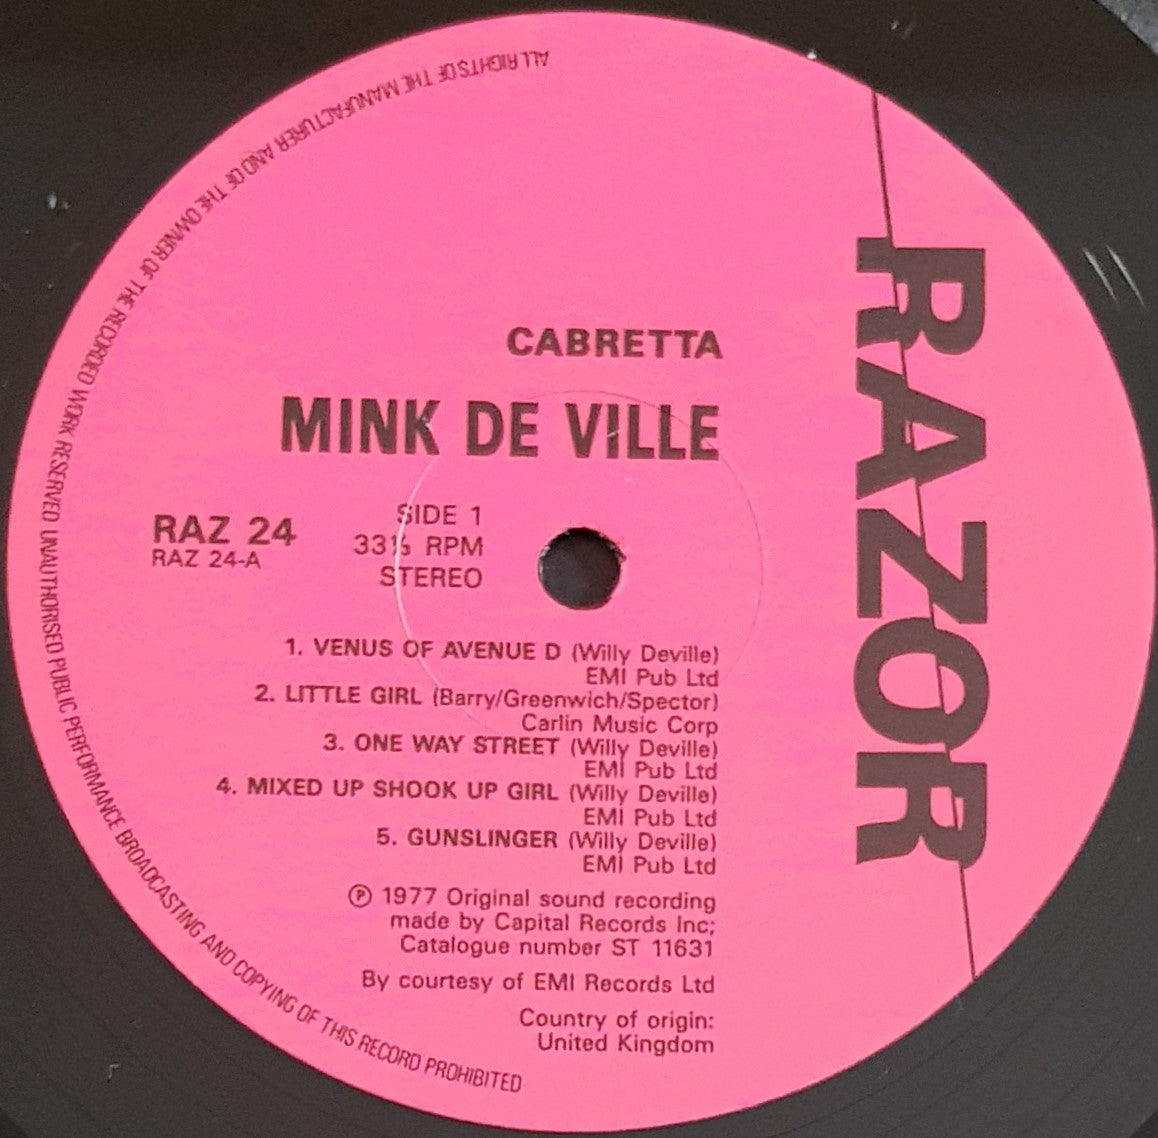 ALL RIGHTS OF THE MANUFACTURER AND OF THE OWNER OF THE RECORDED WORK RESERVED UNAUTHORISED PUBLIC PERFORMANCE BROADCASTING AND COPYING OF THIS RECORD PROHIBITED
RAZOR
CABRETTA
MINK DE VILLE
RAZ 24
RAZ 24-A
SIDE 1
33⅓ RPM
STEREO
1. VENUS OF AVENUE D (Willy Deville)
EMI Pub Ltd
2. LITTLE GIRL (Barry/Greenwich/Spector)
Carlin Music Corp
3. ONE WAY STREET (Willy Deville)
EMI Pub Ltd
4. MIXED UP SHOOK UP GIRL (Willy Deville)
EMI Pub Ltd
5. GUNSLINGER (Willy Deville)
EMI Pub Ltd
℗ 1977 Original sound recording
made by Capital Records Inc;
Catalogue number ST 11631
By courtesy of EMI Records Ltd
Country of origin:
United Kingdom